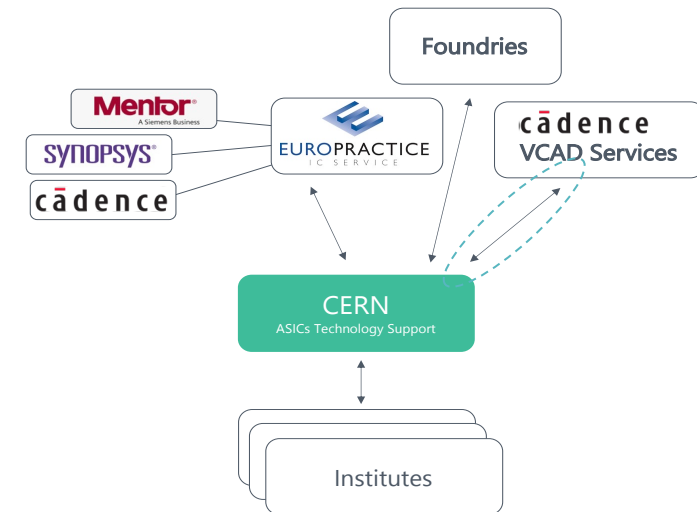 Foundries
Mentor®
A Siemens Business
SYNOPSYS®
cādence
EUROPRACTICE
IC SERVICE
cādence
VCAD Services
CERN
ASICs Technology Support
Institutes